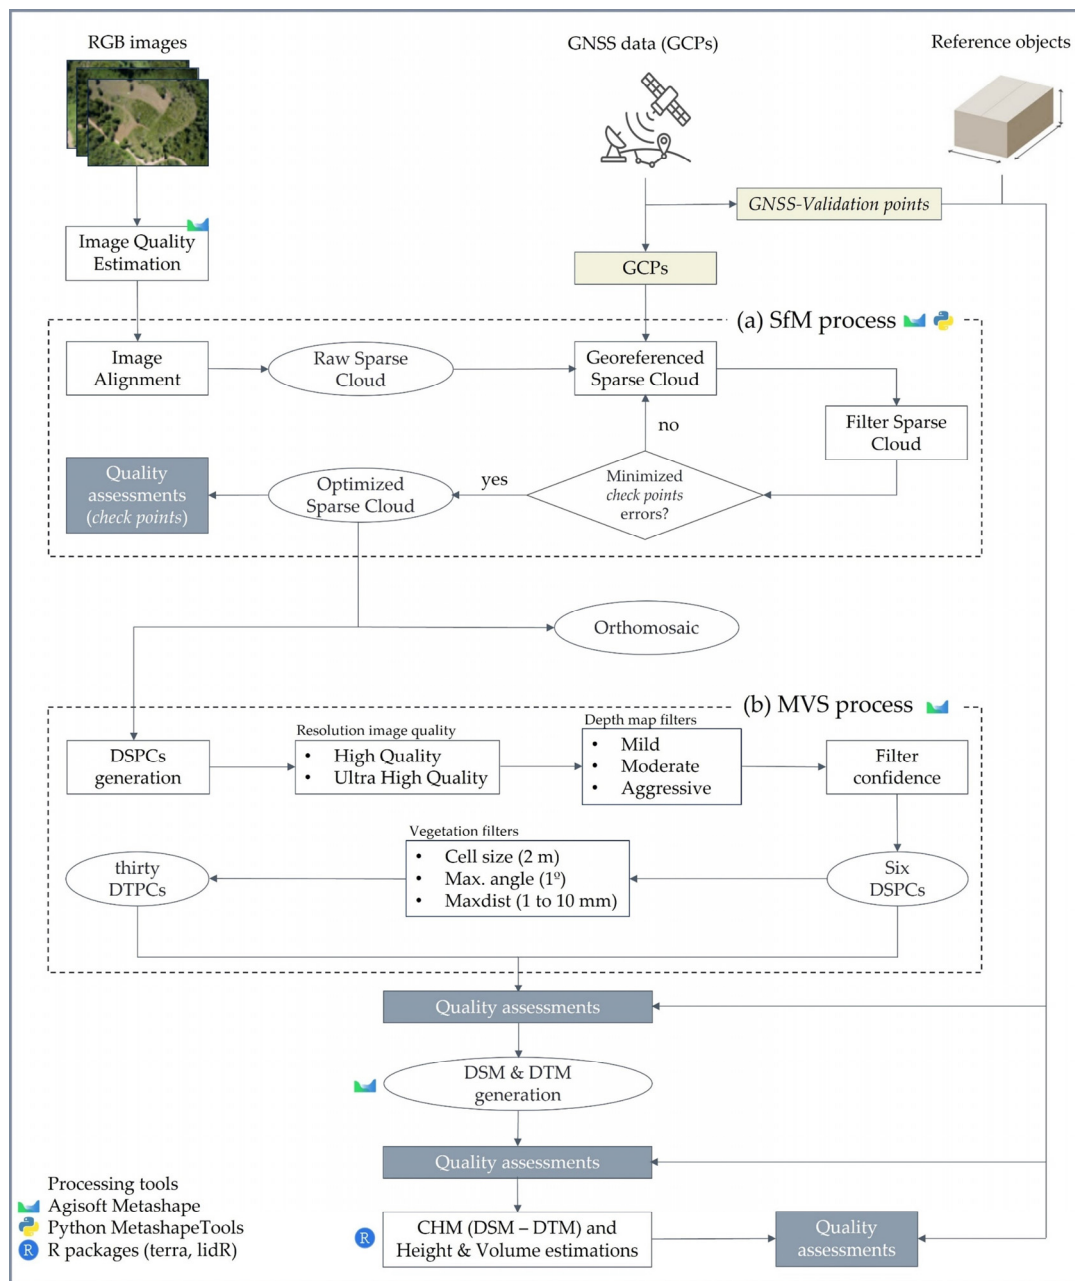 RGB images
GNSS data (GCPs)
Reference objects
GNSS-Validation points
Image Quality
Estimation
GCPs
(a) SfM process
Image
Alignment
Raw Sparse
Cloud
Georeferenced
Sparse Cloud
Filter Sparse
Cloud
no
Quality
assessments
(check points)
Optimized
Sparse Cloud
yes
Minimized
check points
errors?
Orthomosaic
(b) MVS process
DSPCs
generation
Resolution image quality
• High Quality
• Ultra High Quality
Depth map filters
• Mild
• Moderate
• Aggressive
Filter
confidence
thirty
DTPCs
Vegetation filters
• Cell size (2 m)
• Max. angle (1º)
• Maxdist (1 to 10 mm)
Six
DSPCs
Quality assessments
DSM & DTM
generation
Quality assessments
Processing tools
Agisoft Metashape
Python MetashapeTools
R R packages (terra, lidR)
R
CHM (DSM – DTM) and
Height & Volume estimations
Quality
assessments